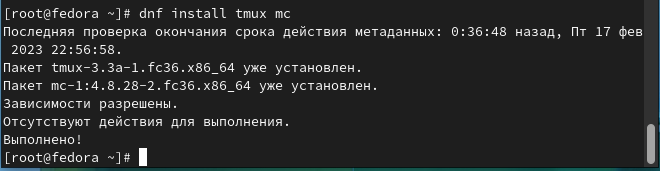 [root@fedora ~]# dnf install tmux mc
Последняя проверка окончания срока действия метаданных: 0:36:48 назад, Пт 17 фев
 2023 22:56:58.
Пакет tmux-3.3a-1.fc36.x86_64 уже установлен.
Пакет mc-1:4.8.28-2.fc36.x86_64 уже установлен.
Зависимости разрешены.
Отсутствуют действия для выполнения.
Выполнено!
[root@fedora ~]#